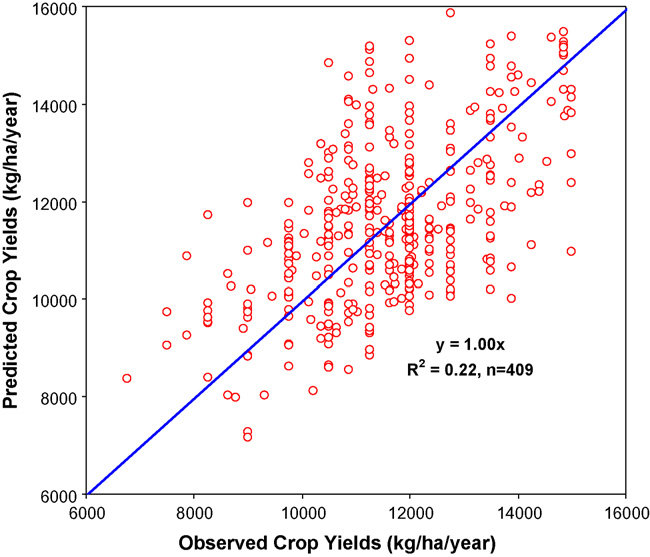 16000
14000
12000
10000
8000
6000
Predicted Crop Yields (kg/ha/year)
y = 1.00x
R² = 0.22, n=409
6000 8000 10000 12000 14000 16000
Observed Crop Yields (kg/ha/year)